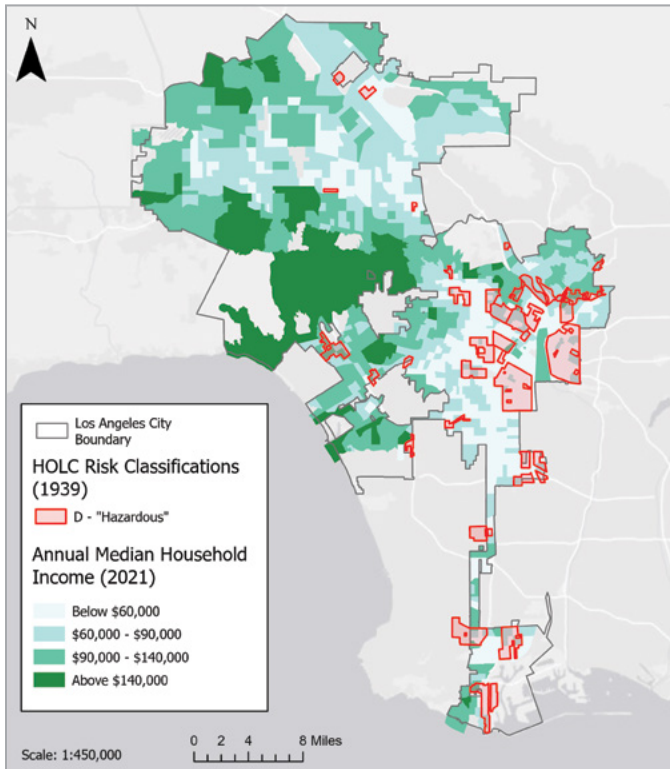 N
Los Angeles City
Boundary
HOLC Risk Classifications
(1939)
D - "Hazardous"
Annual Median Household
Income (2021)
Below $60,000
$60,000 - $90,000
$90,000 - $140,000
Above $140,000
Scale: 1:450,000
0 2 4 8 Miles